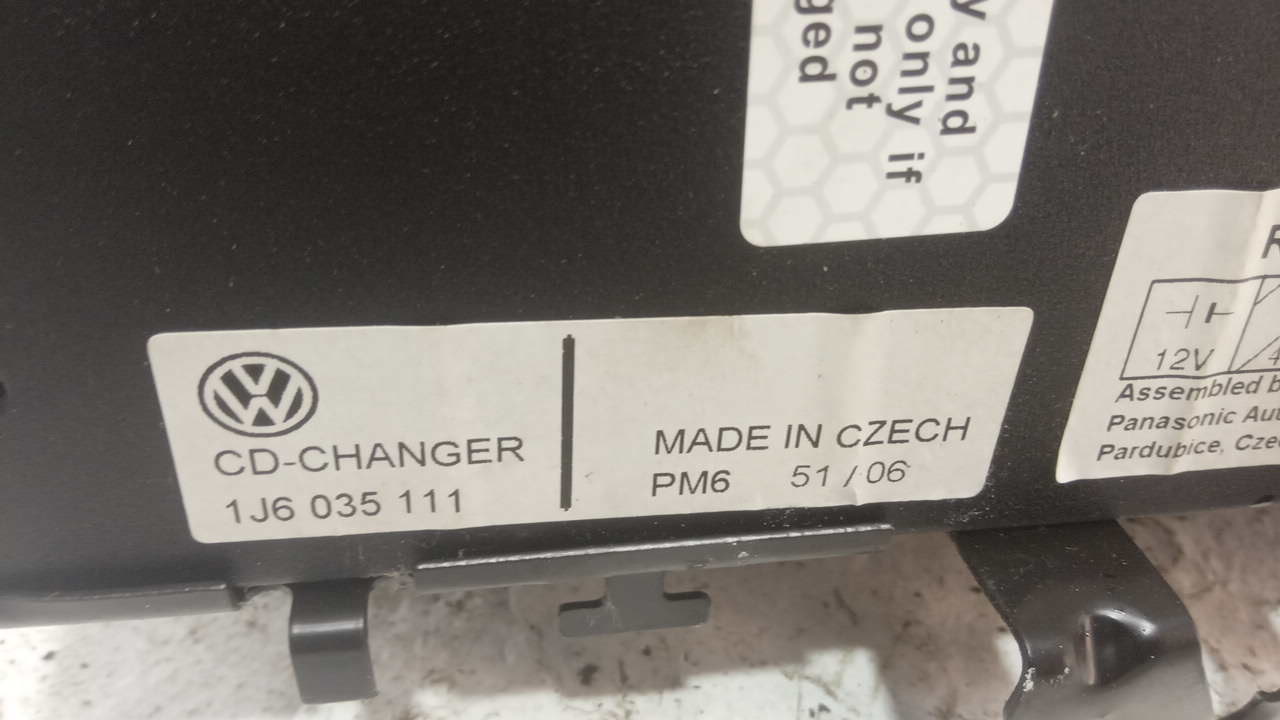 y and
only if
not
ged
CD-CHANGER
1J6 035 111
MADE IN CZECH
PM6 51 / 06
R
12V 4
Assembled b
Panasonic Aut
Pardubice, Cze